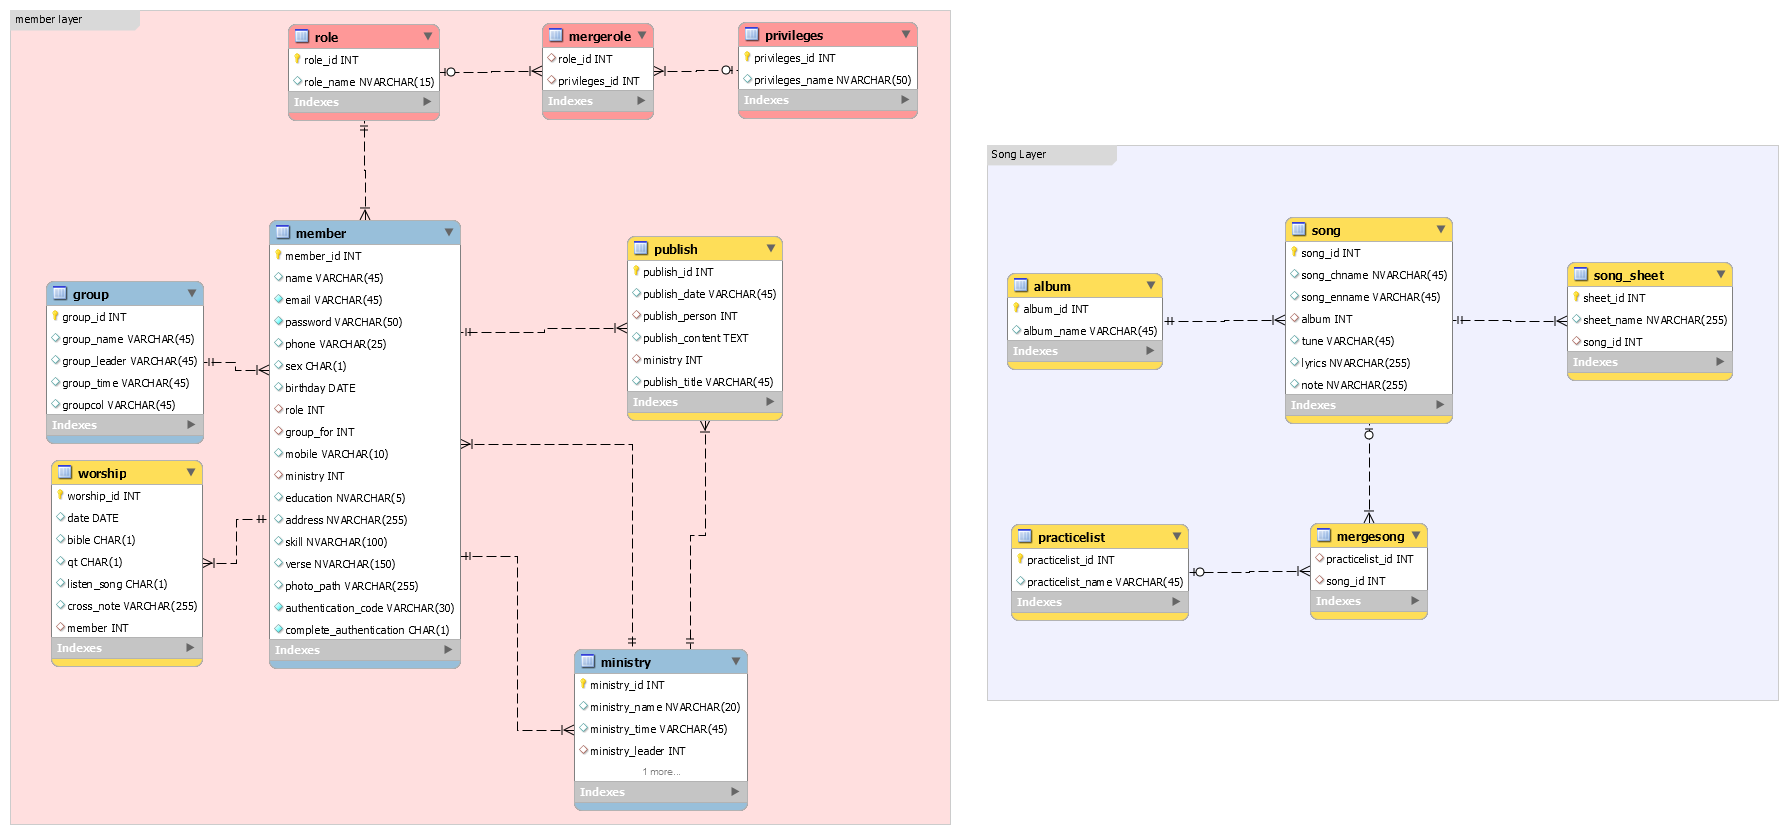 member layer
role
role_id INT
role_name NVARCHAR(15)
Indexes
mergerole
role_id INT
privileges_id INT
Indexes
privileges
privileges_id INT
privileges_name NVARCHAR(50)
Indexes
member
member_id INT
name VARCHAR(45)
email VARCHAR(45)
password VARCHAR(50)
phone VARCHAR(25)
sex CHAR(1)
birthday DATE
role INT
group_for INT
mobile VARCHAR(10)
ministry INT
education NVARCHAR(5)
address NVARCHAR(255)
skill NVARCHAR(100)
verse NVARCHAR(150)
photo_path VARCHAR(255)
authentication_code VARCHAR(30)
complete_authentication CHAR(1)
Indexes
publish
publish_id INT
publish_date VARCHAR(45)
publish_person INT
publish_content TEXT
ministry INT
publish_title VARCHAR(45)
Indexes
group
group_id INT
group_name VARCHAR(45)
group_leader VARCHAR(45)
group_time VARCHAR(45)
groupcol VARCHAR(45)
Indexes
worship
worship_id INT
date DATE
bible CHAR(1)
qt CHAR(1)
listen_song CHAR(1)
cross_note VARCHAR(255)
member INT
Indexes
ministry
ministry_id INT
ministry_name NVARCHAR(20)
ministry_time VARCHAR(45)
ministry_leader INT
1 more...
Indexes
Song Layer
album
album_id INT
album_name VARCHAR(45)
Indexes
song
song_id INT
song_chname NVARCHAR(45)
song_enname VARCHAR(45)
album INT
tune VARCHAR(45)
lyrics NVARCHAR(255)
note NVARCHAR(255)
Indexes
song_sheet
sheet_id INT
sheet_name NVARCHAR(255)
song_id INT
Indexes
practicelist
practicelist_id INT
practicelist_name VARCHAR(45)
Indexes
mergesong
practicelist_id INT
song_id INT
Indexes